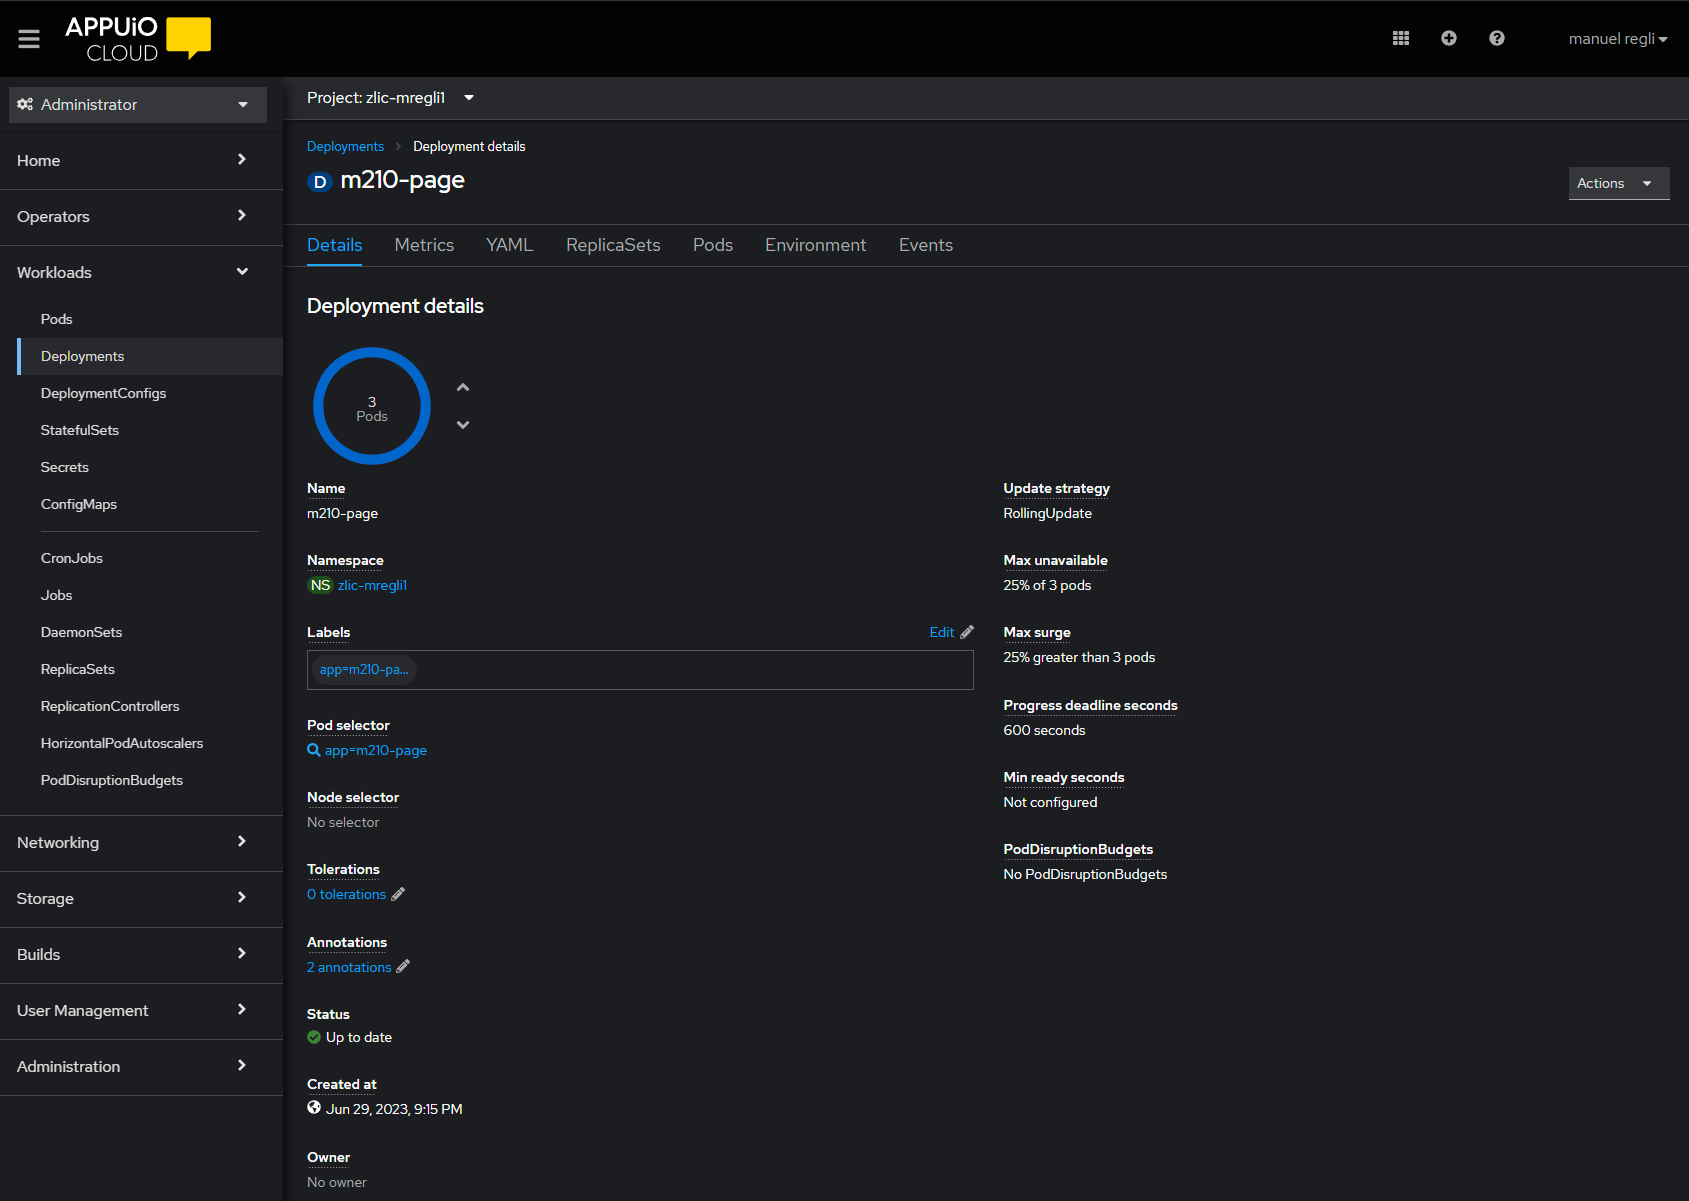 APPUiO
CLOUD
manuel regli
Administrator
Home
Operators
Workloads
Pods
Deployments
DeploymentConfigs
StatefulSets
Secrets
ConfigMaps
CronJobs
Jobs
DaemonSets
ReplicaSets
ReplicationControllers
HorizontalPodAutoscalers
PodDisruptionBudgets
Networking
Storage
Builds
User Management
Administration
Project: zlic-mregli1
Deployments Deployment details
D m210-page
Actions
Details Metrics YAML ReplicaSets Pods Environment Events
Deployment details
3
Pods
Name
m210-page
Namespace
NS zlic-mregli1
Labels Edit
app=m210-pa...
Pod selector
app=m210-page
Node selector
No selector
Tolerations
0 tolerations
Annotations
2 annotations
Status
Up to date
Created at
Jun 29, 2023, 9:15 PM
Owner
No owner
Update strategy
RollingUpdate
Max unavailable
25% of 3 pods
Max surge
25% greater than 3 pods
Progress deadline seconds
600 seconds
Min ready seconds
Not configured
PodDisruptionBudgets
No PodDisruptionBudgets